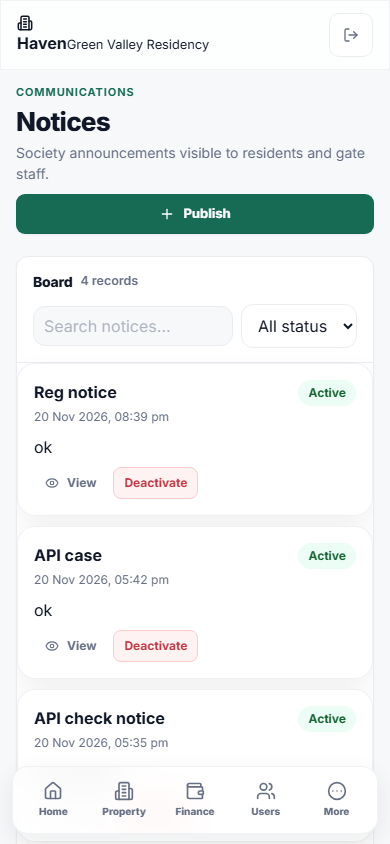 HavenGreen Valley Residency
COMMUNICATIONS
Notices
Society announcements visible to residents and gate
staff.
Publish
Board 4 records
Search notices...
All status
Reg notice
Active
20 Nov 2026, 08:39 pm
ok
View
Deactivate
API case
Active
20 Nov 2026, 05:42 pm
ok
View
Deactivate
API check notice
Active
20 Nov 2026, 05:35 pm
Home
Property
Finance
Users
More